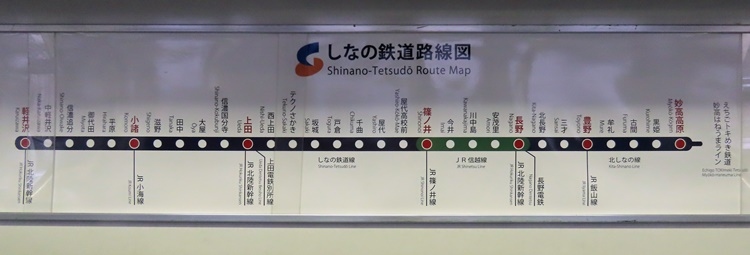 しなの鉄道路線図
Shinano-Tetsudō Route Map
軽井沢
中軽井沢
信濃追分
御代田
平原
小諸
滋野
田中
大屋
信濃国分寺
上田
西上田
テクノさかき
坂城
戸倉
千曲
屋代
屋代高校前
篠ノ井
今井
川中島
安茂里
長野
北長野
三才
豊野
牟礼
古間
黒姫
妙高高原
えちごトキめき鉄道
妙高はねうまライン
しなの鉄道線
Shinano-Tetsudo Line
JR信越線
JR Shinetsu Line
北しなの線
Kita-Shinano Line
JR北陸新幹線
JR小海線
JR北陸新幹線
上田電鉄別所線
JR篠ノ井線
JR北陸新幹線
長野電鉄
JR飯山線